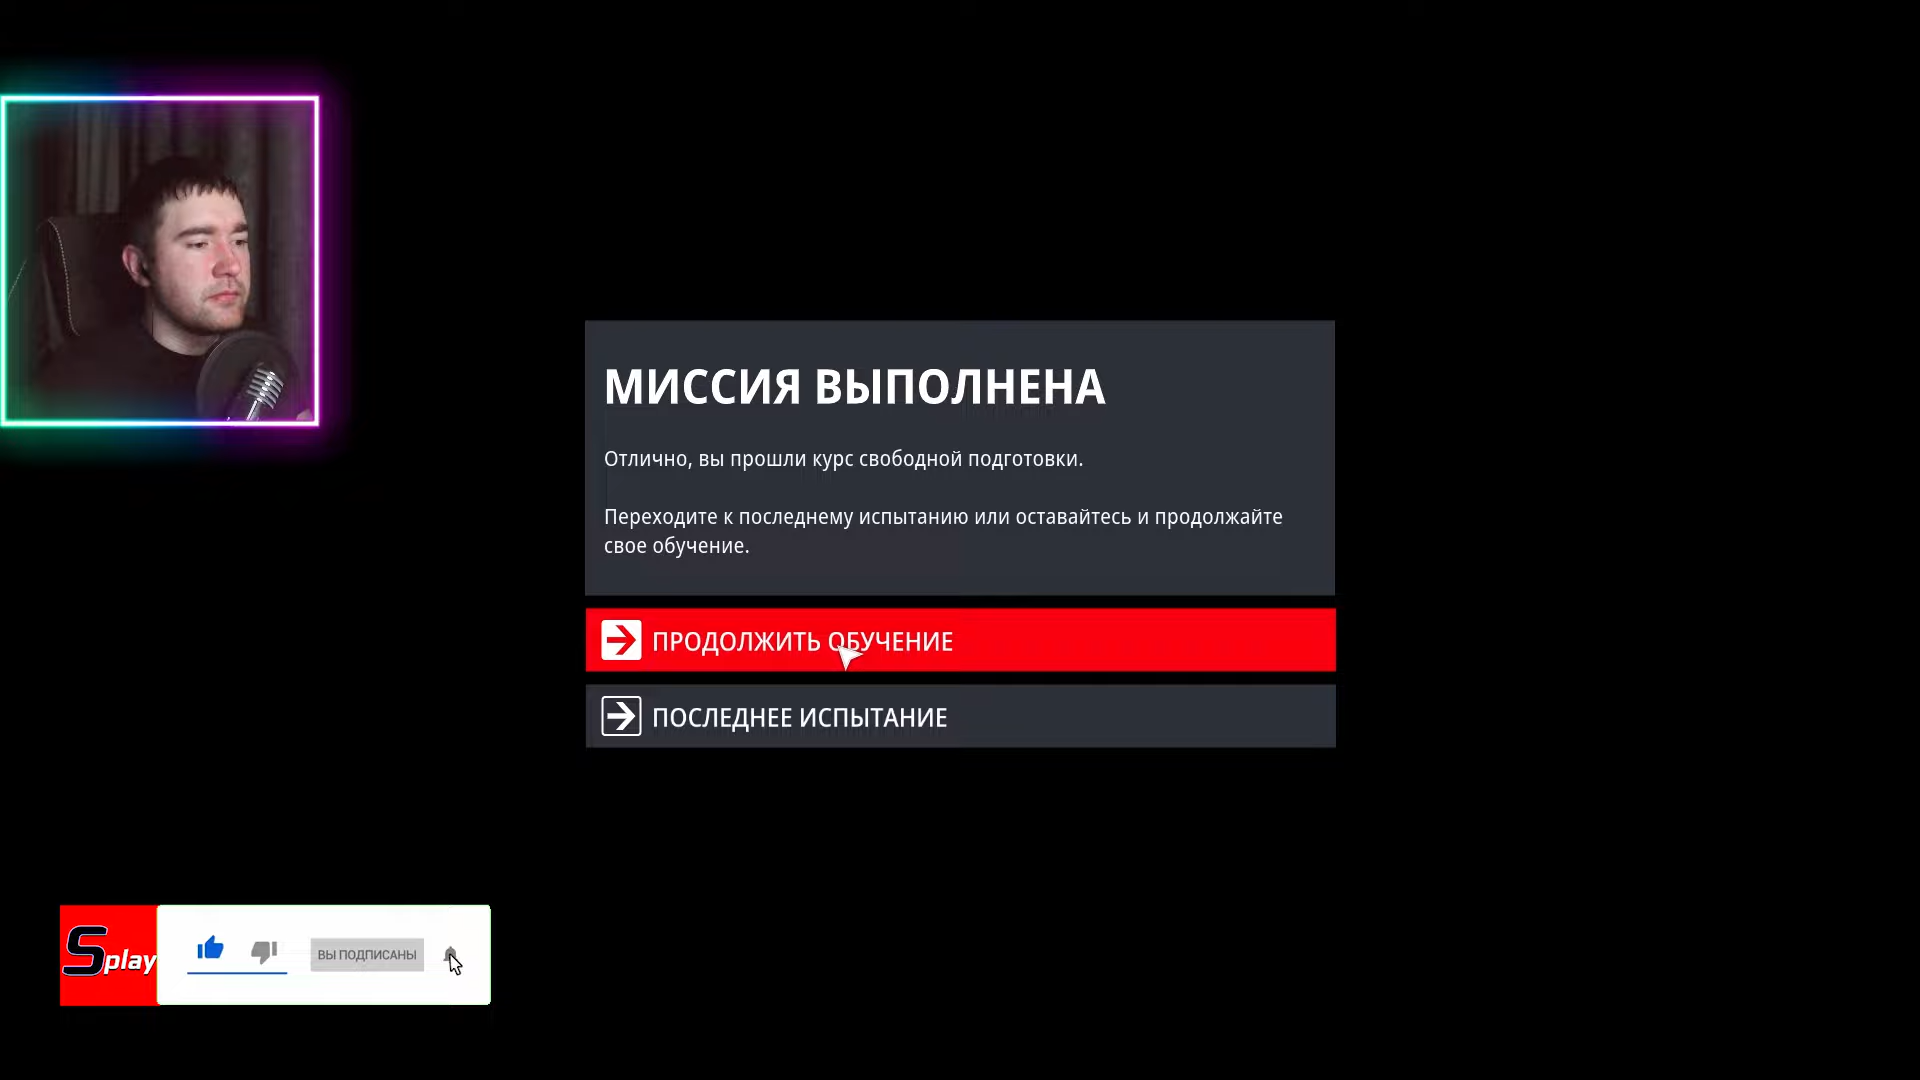 МИССИЯ ВЫПОЛНЕНА
Отлично, вы прошли курс свободной подготовки.
Переходите к последнему испытанию или оставайтесь и продолжайте
свое обучение.
ПРОДОЛЖИТЬ ОБУЧЕНИЕ
ПОСЛЕДНЕЕ ИСПЫТАНИЕ
Splay
ВЫ ПОДПИСАНЫ